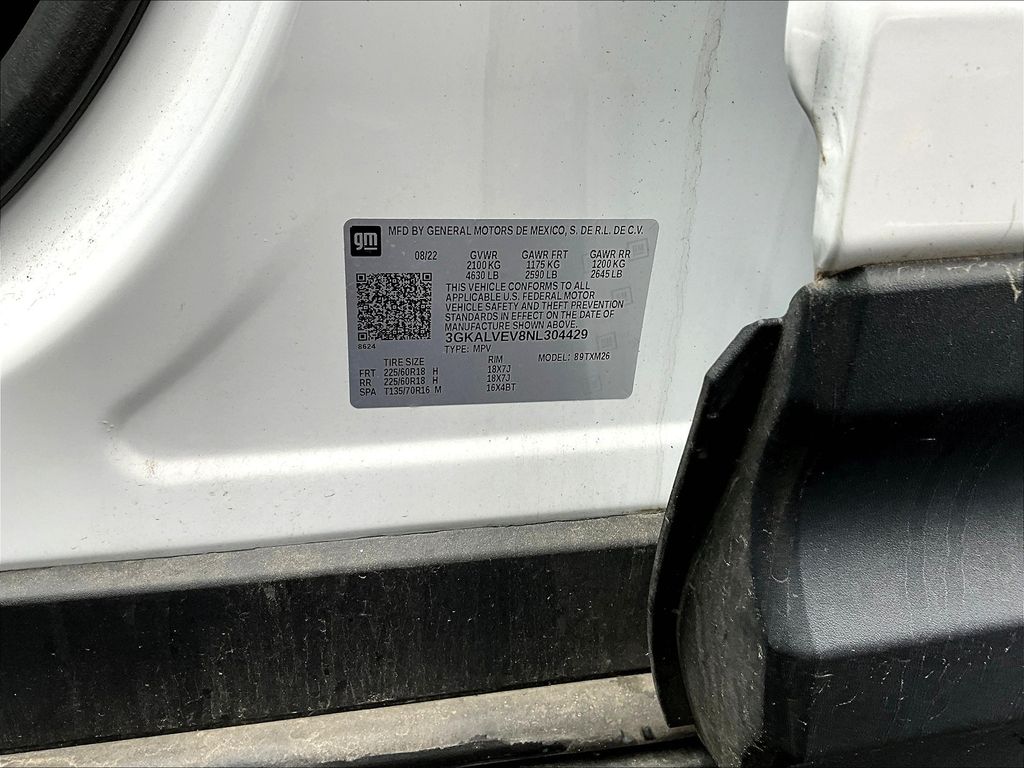 gm MFD BY GENERAL MOTORS DE MEXICO, S. DE R.L. DE C.V.
08/22 GVWR GAWR FRT GAWR RR
2100 KG 1175 KG 1200 KG
4630 LB 2590 LB 2645 LB
THIS VEHICLE CONFORMS TO ALL
APPLICABLE U.S. FEDERAL MOTOR
VEHICLE SAFETY AND THEFT PREVENTION
STANDARDS IN EFFECT ON THE DATE OF
MANUFACTURE SHOWN ABOVE.
3GKALVEV8NL304429
8624
TYPE: MPV MODEL: 89TXM26
TIRE SIZE RIM
FRT 225/60R18 H 18X7J
RR 225/60R18 H 18X7J
SPA T135/70R16 M 16X4BT